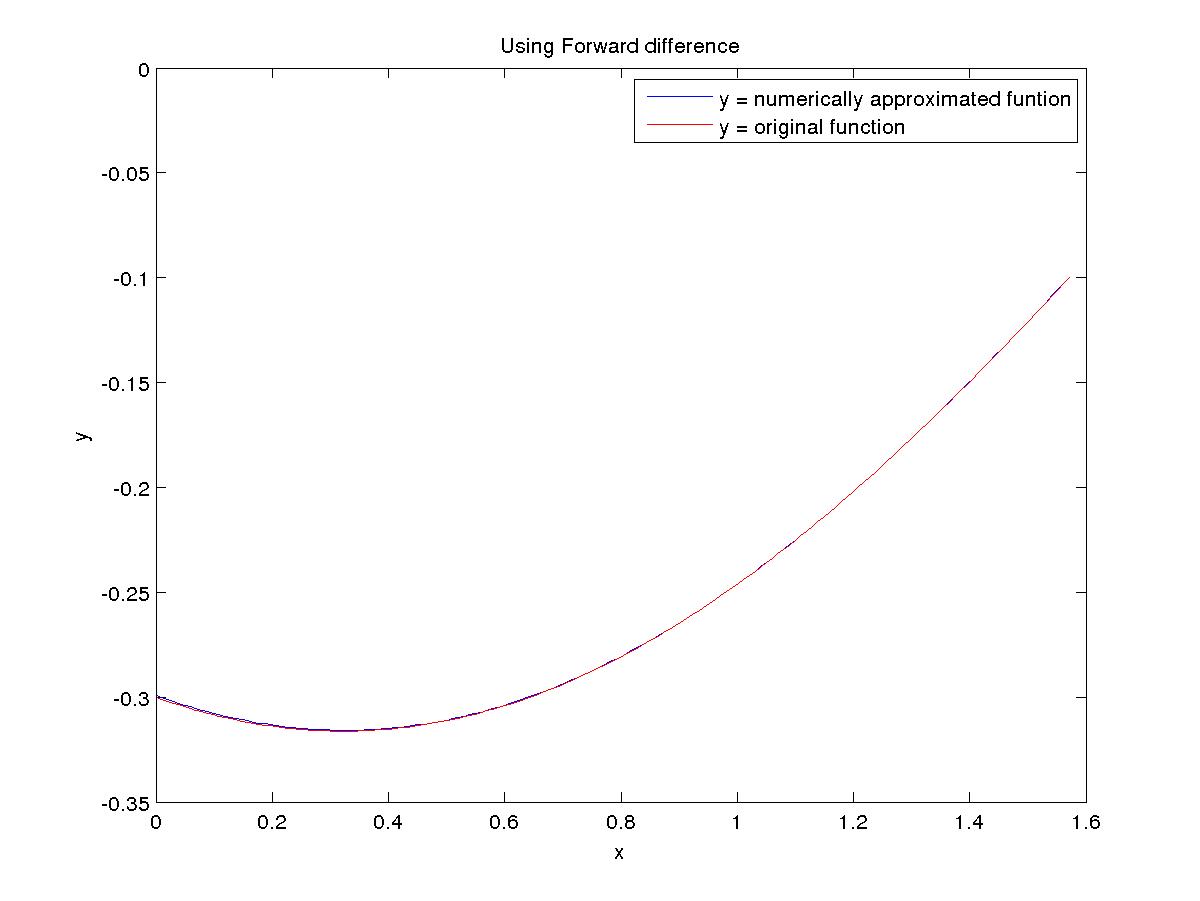 Using Forward difference
y = numerically approximated funtion
y = original function
0
-0.05
-0.1
-0.15
-0.2
-0.25
-0.3
-0.35
y
0 0.2 0.4 0.6 0.8 1 1.2 1.4 1.6
x